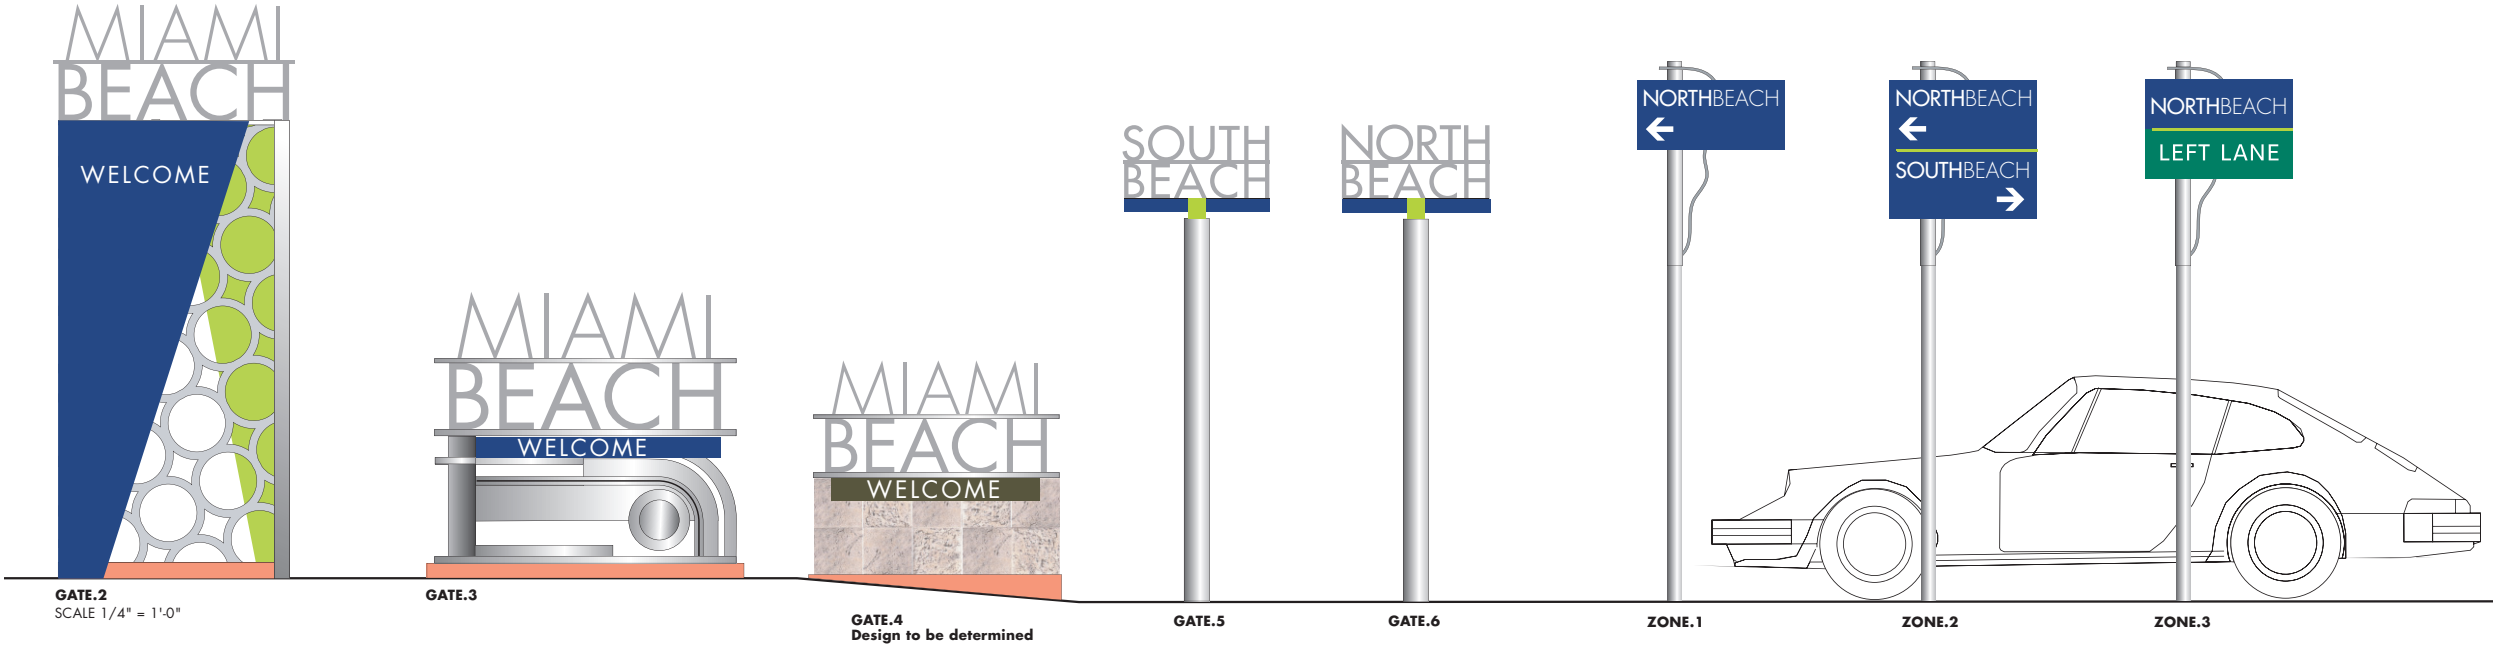 MIAMI
BEACH
WELCOME
GATE.2
SCALE 1/4" = 1'-0"
MIAMI
BEACH
WELCOME
GATE.3
MIAMI
BEACH
WELCOME
GATE.4
Design to be determined
SOUTH
BEACH
GATE.5
NORTH
BEACH
GATE.6
NORTHBEACH
ZONE.1
NORTHBEACH
SOUTHBEACH
ZONE.2
NORTHBEACH
LEFT LANE
ZONE.3